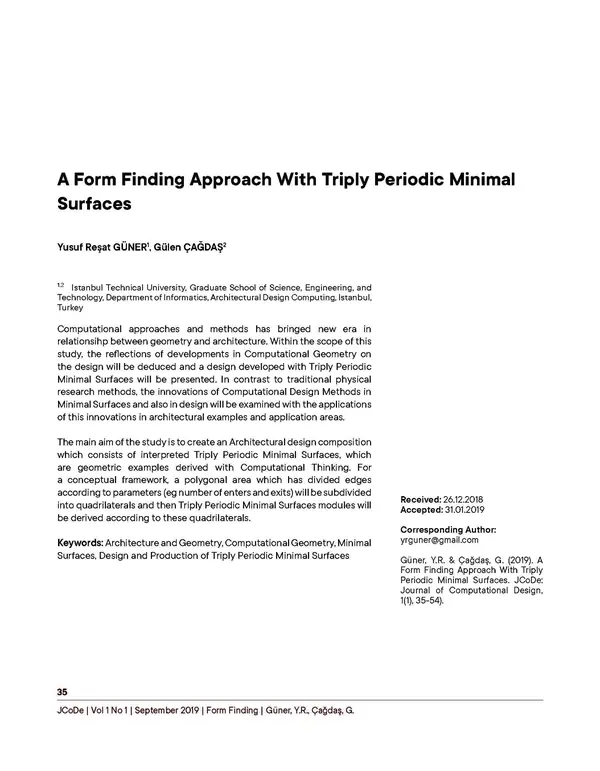 A Form Finding Approach With Triply Periodic Minimal
Surfaces
Yusuf Reşat GÜNER¹, Gülen ÇAĞDAŞ²
1,2 Istanbul Technical University, Graduate School of Science, Engineering, and
Technology, Department of Informatics, Architectural Design Computing, Istanbul,
Turkey
Computational approaches and methods has bringed new era in
relationsihp between geometry and architecture. Within the scope of this
study, the reflections of developments in Computational Geometry on
the design will be deduced and a design developed with Triply Periodic
Minimal Surfaces will be presented. In contrast to traditional physical
research methods, the innovations of Computational Design Methods in
Minimal Surfaces and also in design will be examined with the applications
of this innovations in architectural examples and application areas.
The main aim of the study is to create an Architectural design composition
which consists of interpreted Triply Periodic Minimal Surfaces, which
are geometric examples derived with Computational Thinking. For
a conceptual framework, a polygonal area which has divided edges
according to parameters (eg number of enters and exits) will be subdivided
into quadrilaterals and then Triply Periodic Minimal Surfaces modules will
be derived according to these quadrilaterals.
Keywords: Architecture and Geometry, Computational Geometry, Minimal
Surfaces, Design and Production of Triply Periodic Minimal Surfaces
Received: 26.12.2018
Accepted: 31.01.2019
Corresponding Author:
yrguner@gmail.com
Güner, Y.R. & Çağdaş, G. (2019). A
Form Finding Approach With Triply
Periodic Minimal Surfaces. JCoDe:
Journal of Computational Design,
1(1), 35-54).
35
JCoDe | Vol 1 No 1 | September 2019 | Form Finding | Güner, Y.R., Çağdaş, G.